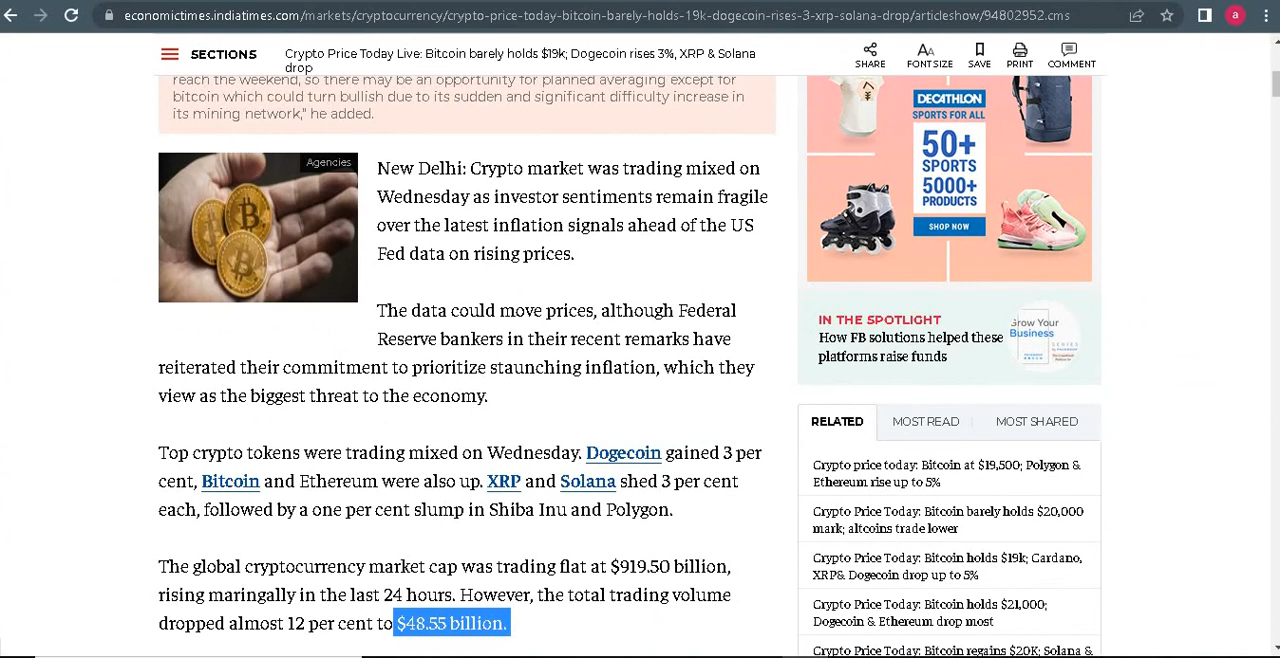 economictimes.indiatimes.com/markets/cryptocurrency/crypto-price-today-bitcoin-barely-holds-19k-dogecoin-rises-3-xrp-solana-drop/articleshow/94802952.cms
a
SECTIONS
Crypto Price Today Live: Bitcoin barely holds $19k; Dogecoin rises 3%, XRP & Solana
drop
SHARE
AA
FONT SIZE
SAVE
PRINT
COMMENT
reach the weekend, so there may be an opportunity for planned averaging except for
bitcoin which could turn bullish due to its sudden and significant difficulty increase in
its mining network," he added.
Agencies
New Delhi: Crypto market was trading mixed on
Wednesday as investor sentiments remain fragile
over the latest inflation signals ahead of the US
Fed data on rising prices.
The data could move prices, although Federal
Reserve bankers in their recent remarks have
reiterated their commitment to prioritize staunching inflation, which they
view as the biggest threat to the economy.
Top crypto tokens were trading mixed on Wednesday. Dogecoin gained 3 per
cent, Bitcoin and Ethereum were also up. XRP and Solana shed 3 per cent
each, followed by a one per cent slump in Shiba Inu and Polygon.
The global cryptocurrency market cap was trading flat at $919.50 billion,
rising maringally in the last 24 hours. However, the total trading volume
dropped almost 12 per cent to $48.55 billion.
DECATHLON
SPORTS FOR ALL
50+
SPORTS
5000+
PRODUCTS
SHOP NOW
IN THE SPOTLIGHT
How FB solutions helped these
platforms raise funds
Grow Your
Business
SERIES
RELATED
MOST READ
MOST SHARED
Crypto price today: Bitcoin at $19,500; Polygon &
Ethereum rise up to 5%
Crypto Price Today: Bitcoin barely holds $20,000
mark; altcoins trade lower
Crypto Price Today: Bitcoin holds $19k; Cardano,
XRP& Dogecoin drop up to 5%
Crypto Price Today: Bitcoin holds $21,000;
Dogecoin & Ethereum drop most
Crypto Price Today: Bitcoin regains $20K; Solana &